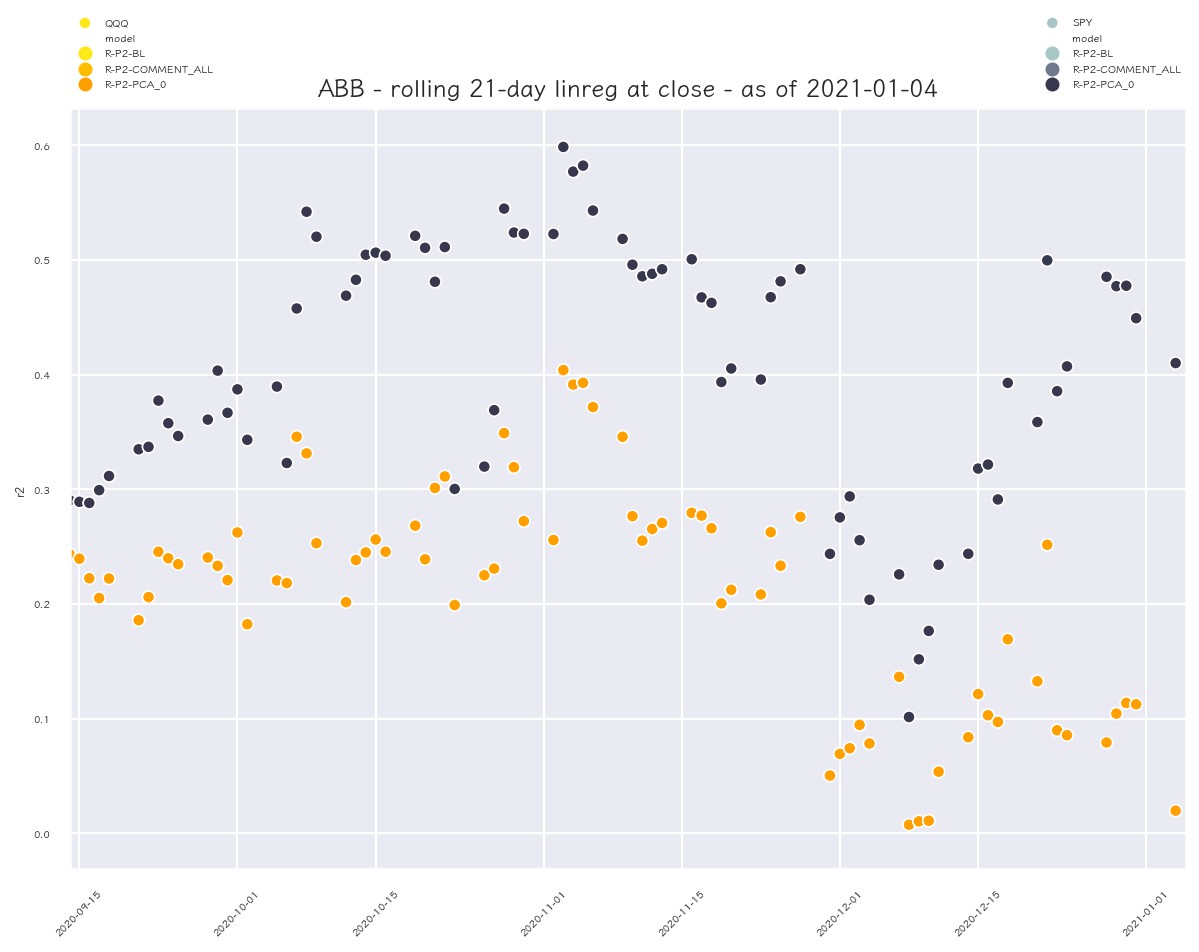 QQQ
model
R-P2-BL
R-P2-COMMENT_ALL
R-P2-PCA_0
SPY
model
R-P2-BL
R-P2-COMMENT_ALL
R-P2-PCA_0
ABB - rolling 21-day linreg at close - as of 2021-01-04
0.6
0.5
0.4
0.3
0.2
0.1
0.0
r2
2020-09-15
2020-10-01
2020-10-15
2020-11-01
2020-11-15
2020-12-01
2020-12-15
2021-01-01